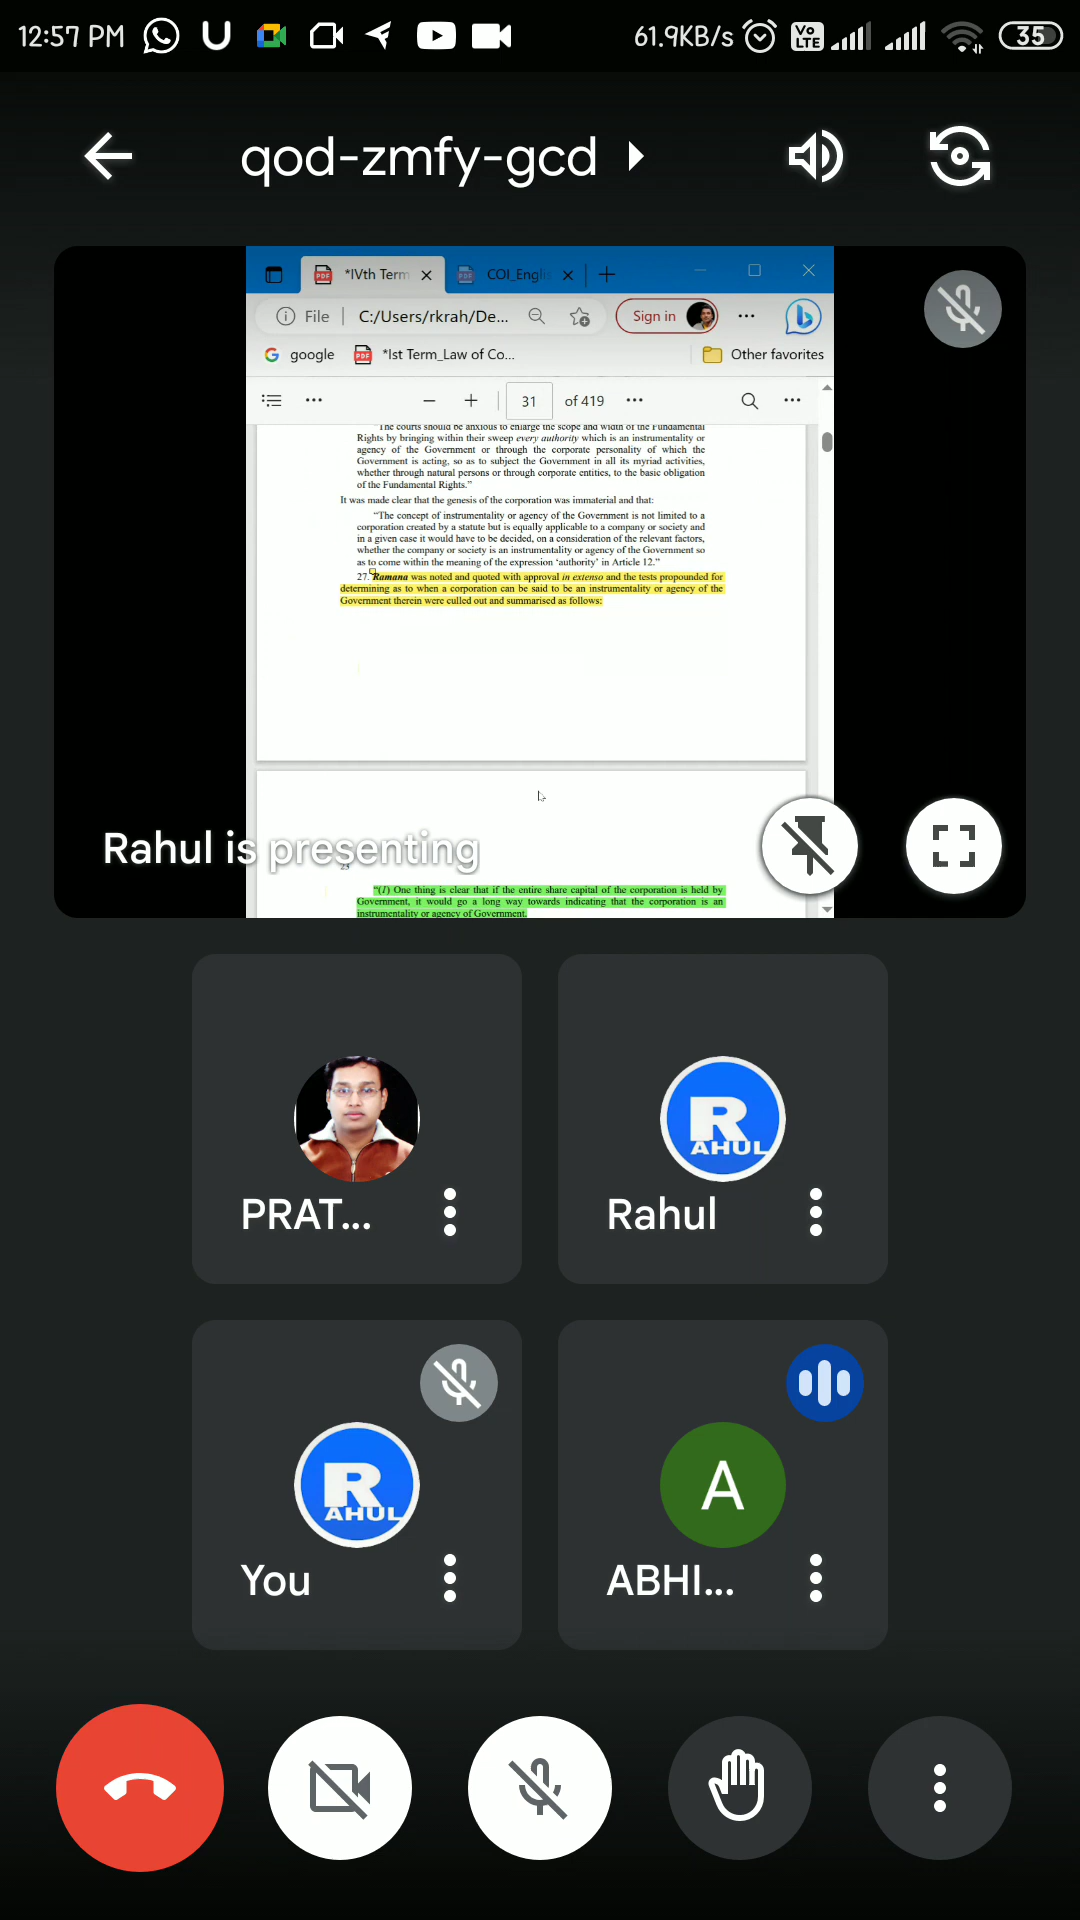 12:57 PM
61.9KB/s
Vo
LTE
35
qod-zmfy-gcd
*IVth Term
COI_Englis
File
C:/Users/rkrah/De...
Sign in
google
*Ist Term_Law of Co...
Other favorites
31
of 419
"The courts should be anxious to enlarge the scope and width of the Fundamental
Rights by bringing within their sweep every authority which is an instrumentality or
agency of the Government or through the corporate personality of which the
Government is acting, so as to subject the Government in all its myriad activities,
whether through natural persons or through corporate entities, to the basic obligation
of the Fundamental Rights."
It was made clear that the genesis of the corporation was immaterial and that:
"The concept of instrumentality or agency of the Government is not limited to a
corporation created by a statute but is equally applicable to a company or society and
in a given case it would have to be decided, on a consideration of the relevant factors,
whether the company or society is an instrumentality or agency of the Government so
as to come within the meaning of the expression ‘authority’ in Article 12."
27. Ramana was noted and quoted with approval in extenso and the tests propounded for
determining as to when a corporation can be said to be an instrumentality or agency of the
Government therein were culled out and summarised as follows:
Rahul is presenting
23
"(1) One thing is clear that if the entire share capital of the corporation is held by
Government, it would go a long way towards indicating that the corporation is an
instrumentality or agency of Government.
PRAT...
R
AHUL
Rahul
R
AHUL
You
A
ABHI...